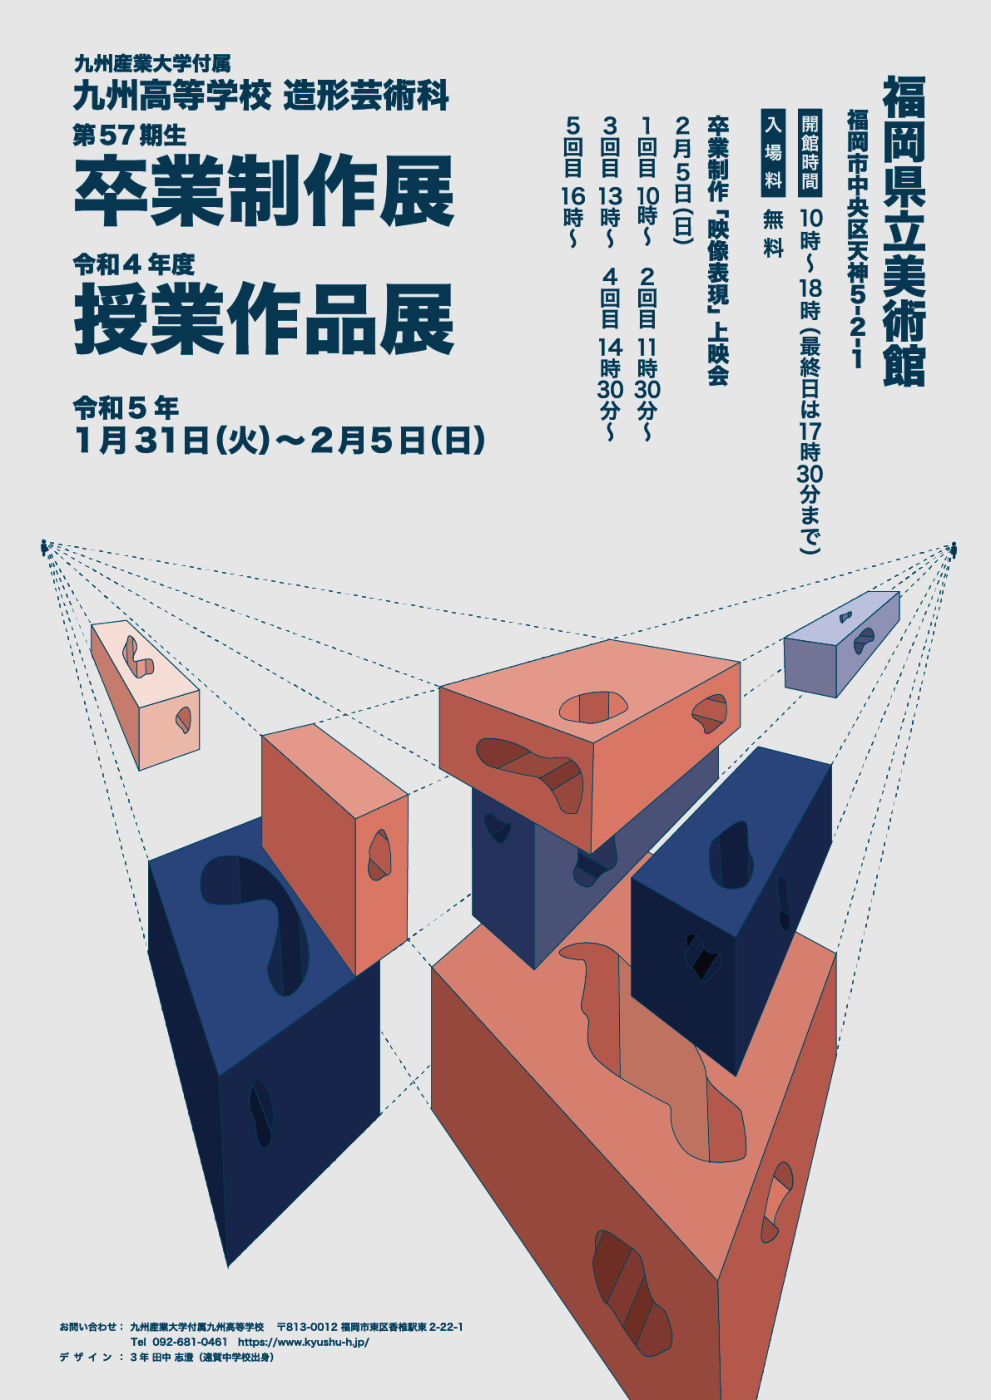 九州産業大学付属
九州高等学校 造形芸術科
第57期生
卒業制作展
令和4年度
授業作品展
令和5年
1月31日(火)〜2月5日(日)
福岡県立美術館
福岡市中央区天神5-2-1
開館時間 10時〜18時(最終日は17時30分まで)
入場料 無料
卒業制作「映像表現」上映会
2月5日(日)
1回目 10時〜 2回目 11時30分〜
3回目 13時〜 4回目 14時30分〜
5回目 16時〜
お問い合わせ： 九州産業大学付属九州高等学校 〒813-0012 福岡市東区香椎駅東2-22-1
Tel 092-681-0461 https://www.kyushu-h.jp/
デザイン： 3年 田中 志澄（遠賀中学校出身）